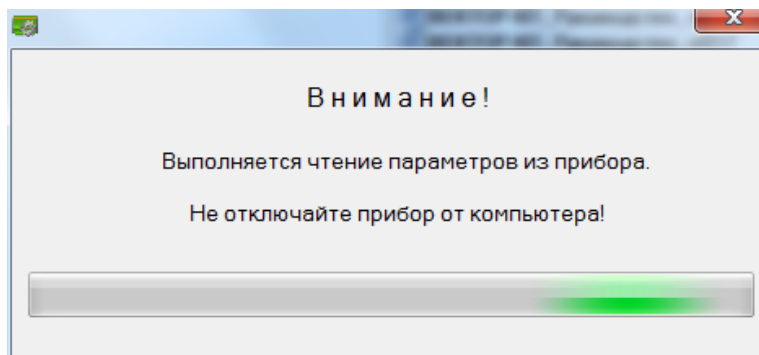 Внимание!
Выполняется чтение параметров из прибора.
Не отключайте прибор от компьютера!